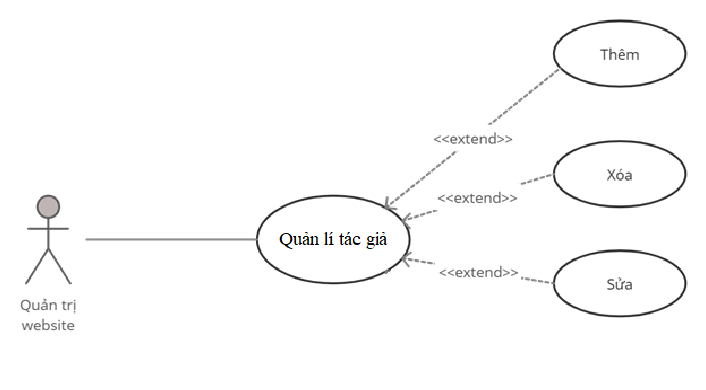 Thêm
<<extend>>
<<extend>>
Xóa
Quản lí tác giả
<<extend>>
Sửa
Quản trị
website